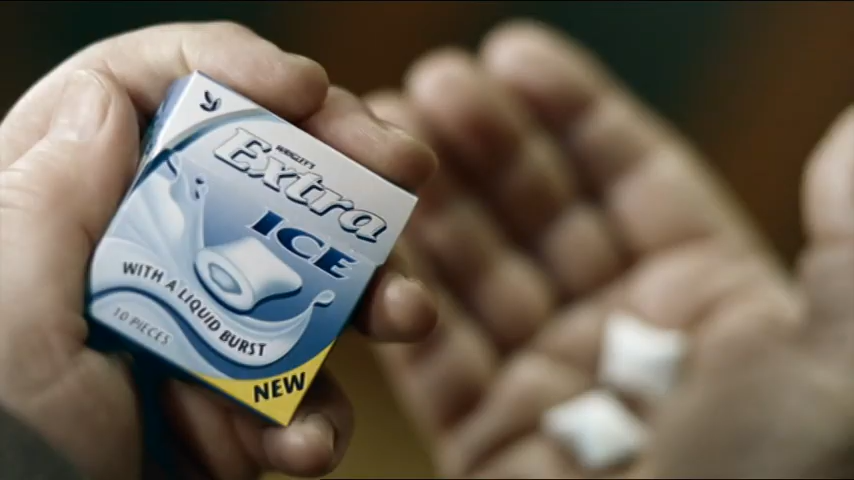 WRIGLEY'S
Extra
ICE
WITH A LIQUID BURST
10 PIECES
NEW